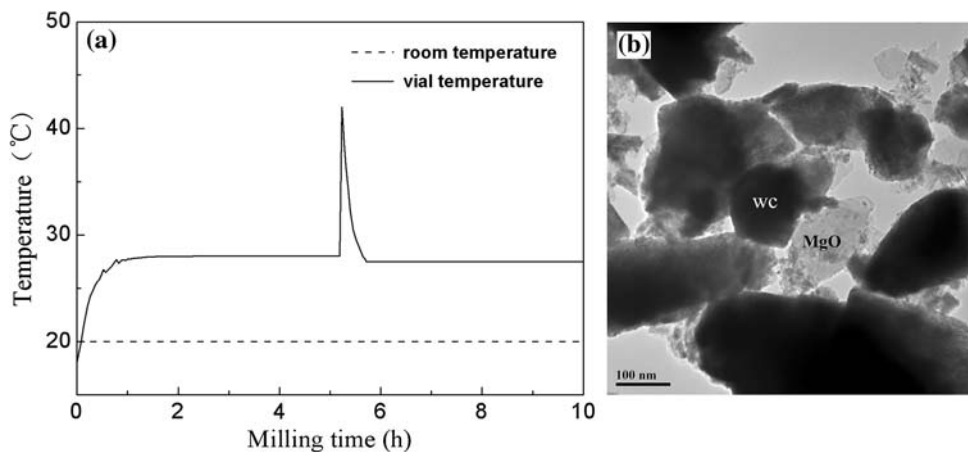 (a)
room temperature
vial temperature
50
40
30
20
Temperature (℃)
0
2
4
6
8
10
Milling time (h)
(b)
WC
MgO
100 nm